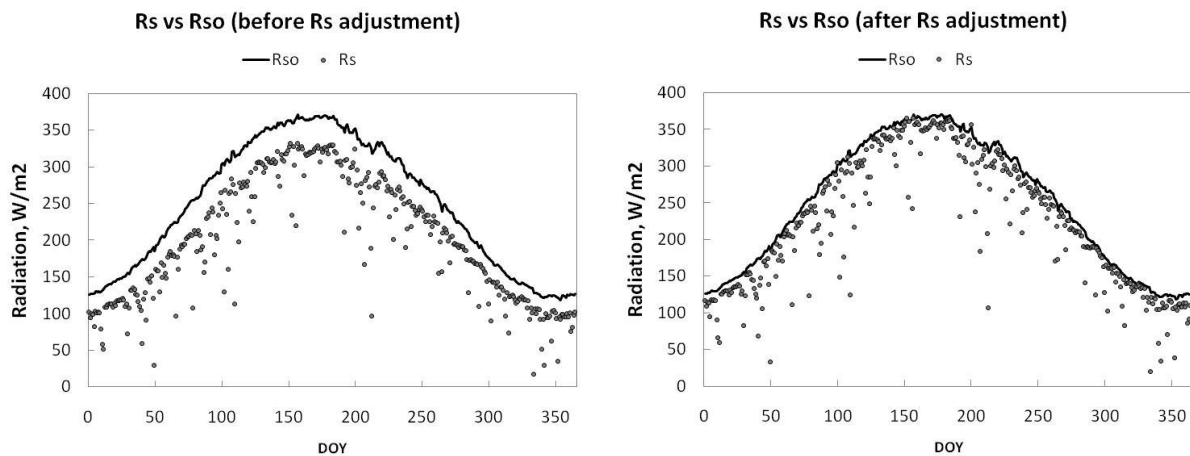 Rs vs Rso (before Rs adjustment)
Rso Rs
Radiation, W/m2
400
350
300
250
200
150
100
50
0
0 50 100 150 200 250 300 350
DOY
Rs vs Rso (after Rs adjustment)
Rso Rs
Radiation, W/m2
400
350
300
250
200
150
100
50
0
0 50 100 150 200 250 300 350
DOY